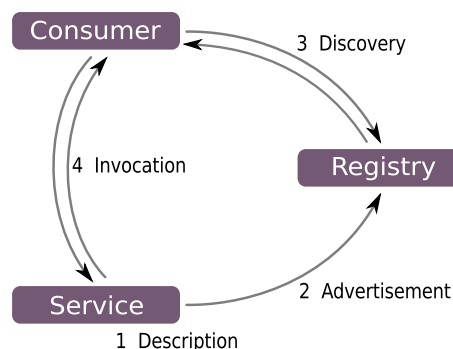 Consumer
3 Discovery
4 Invocation
Registry
Service
2 Advertisement
1 Description